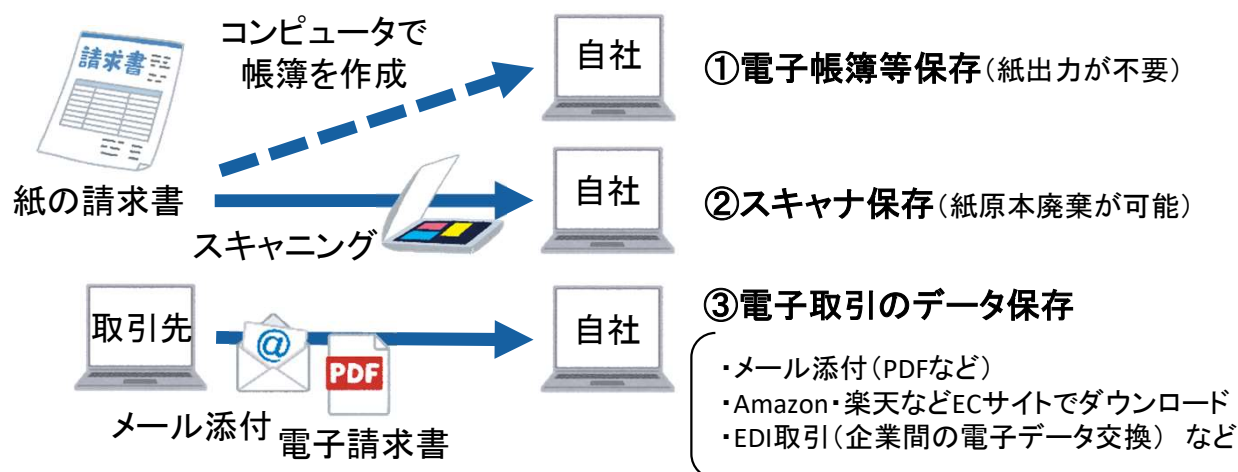 請求書
紙の請求書
コンピュータで
帳簿を作成
自社
①電子帳簿等保存（紙出力が不要）
スキャニング
自社
②スキャナ保存（紙原本廃棄が可能）
取引先
@
PDF
メール添付
電子請求書
自社
③電子取引のデータ保存
・メール添付（PDFなど）
・Amazon・楽天などECサイトでダウンロード
・EDI取引（企業間の電子データ交換） など